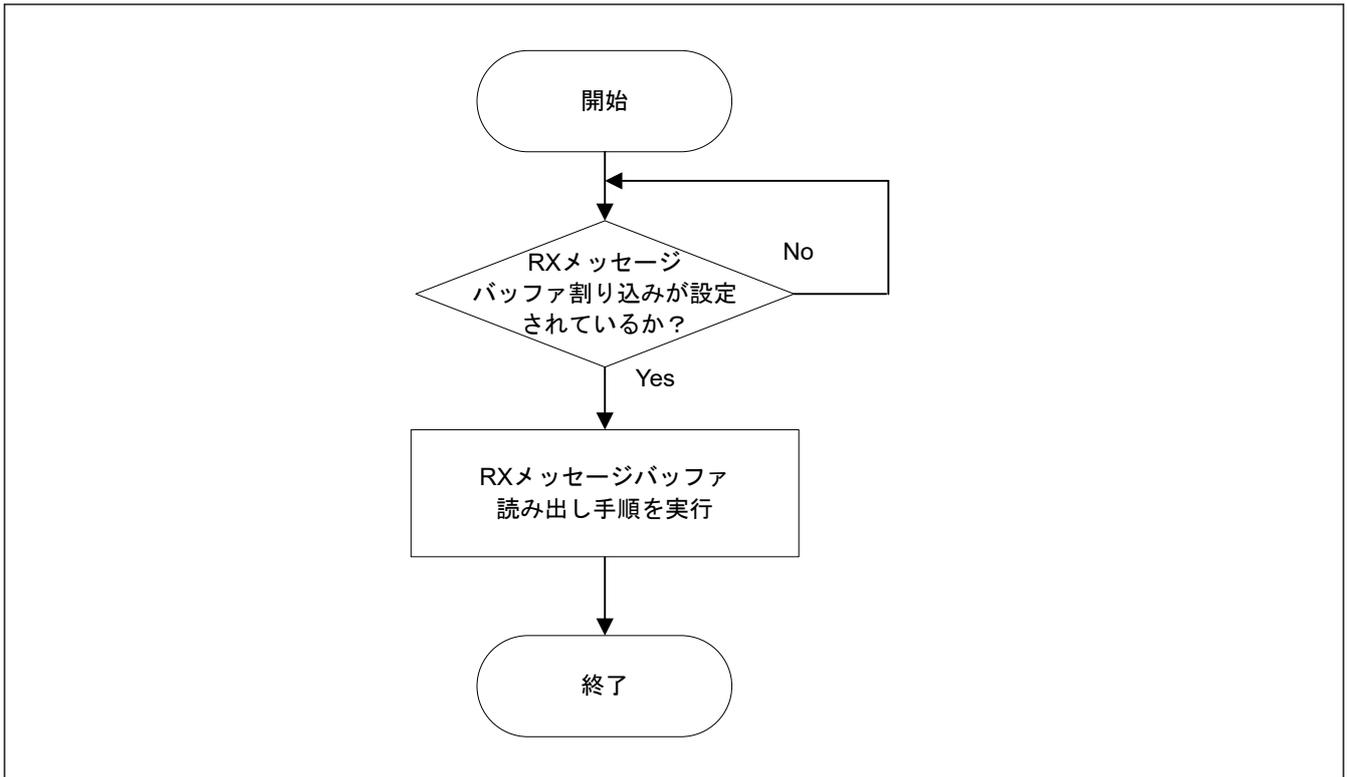 開始
No
RXメッセージ
バッファ割り込みが設定
されているか？
Yes
RXメッセージバッファ
読み出し手順を実行
終了